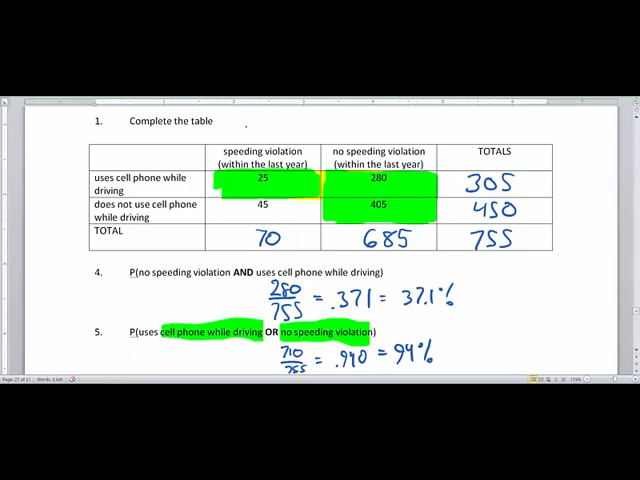 1. Complete the table
speeding violation (within the last year) no speeding violation (within the last year) TOTALS
uses cell phone while driving 25 280 305
does not use cell phone while driving 45 405 450
TOTAL 70 685 755
4. P(no speeding violation AND uses cell phone while driving)
280/755 = .371 = 37.1%
5. P(uses cell phone while driving OR no speeding violation)
710/755 = .940 = 94%